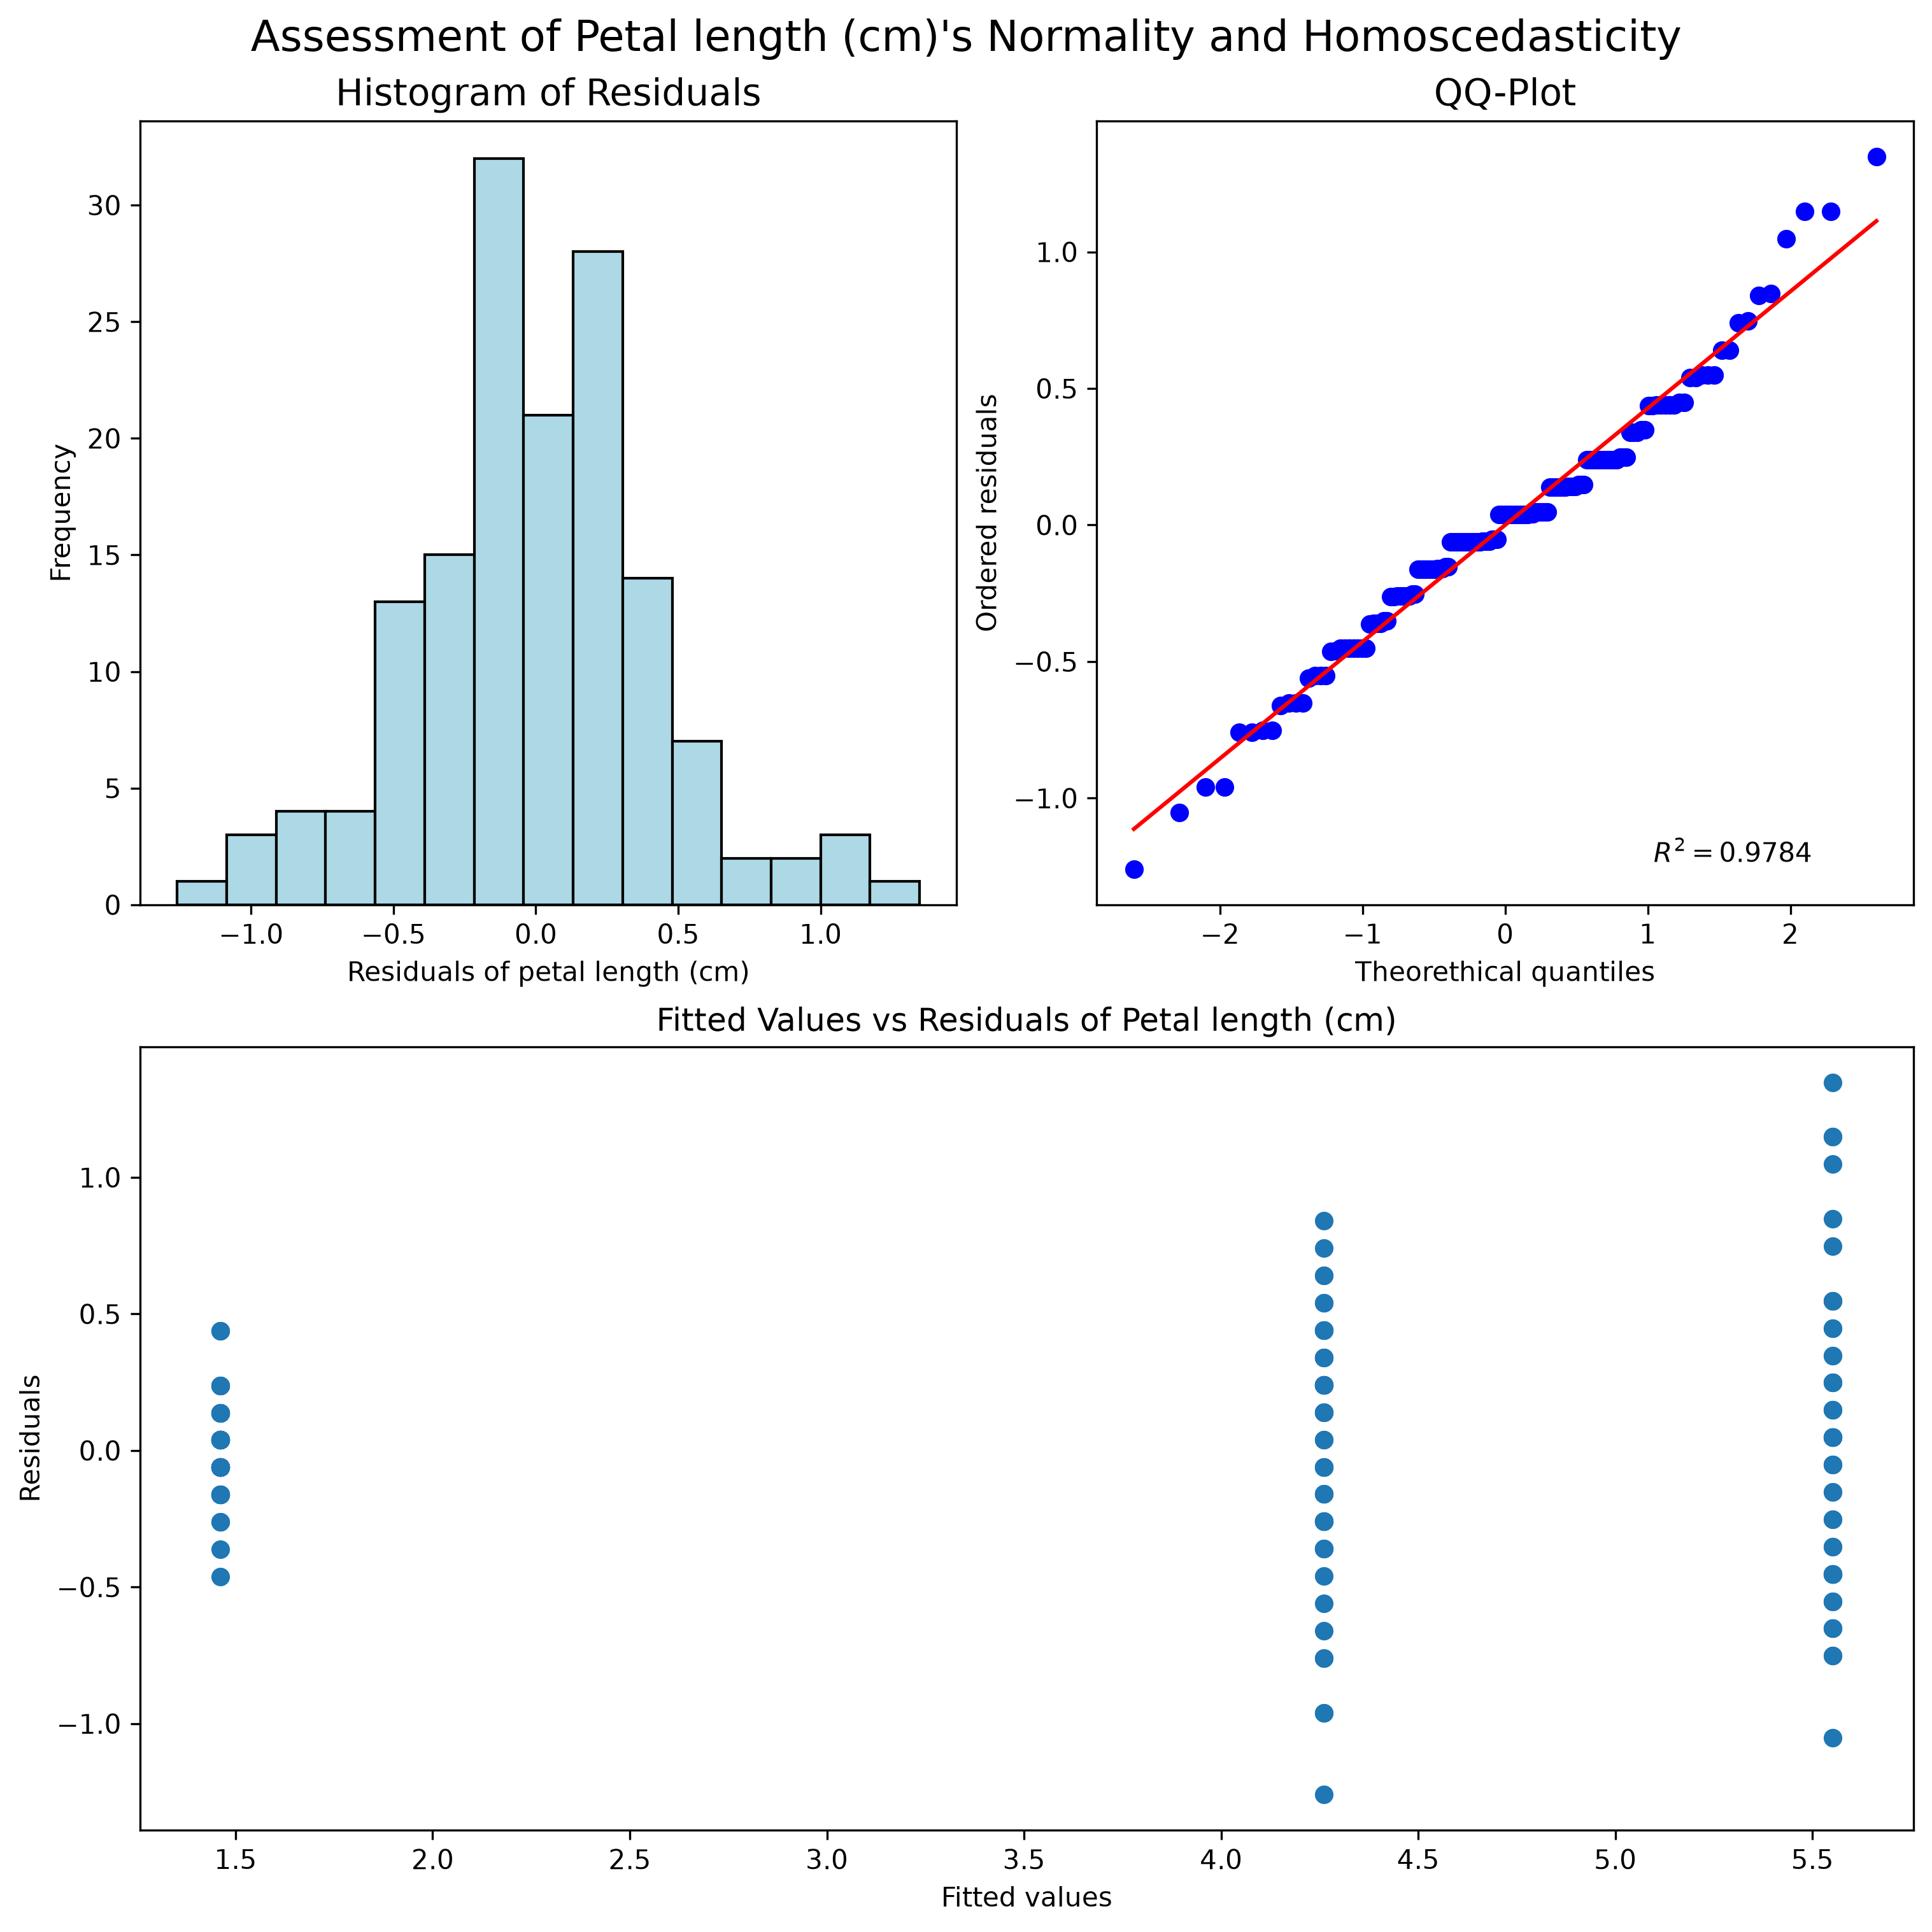 Assessment of Petal length (cm)'s Normality and Homoscedasticity
Histogram of Residuals
30
25
20
15
10
5
0
Frequency
−1.0 −0.5 0.0 0.5 1.0
Residuals of petal length (cm)
QQ-Plot
1.0
0.5
0.0
−0.5
−1.0
Ordered residuals
R² = 0.9784
−2 −1 0 1 2
Theorethical quantiles
Fitted Values vs Residuals of Petal length (cm)
1.0
0.5
0.0
−0.5
−1.0
Residuals
1.5 2.0 2.5 3.0 3.5 4.0 4.5 5.0 5.5
Fitted values